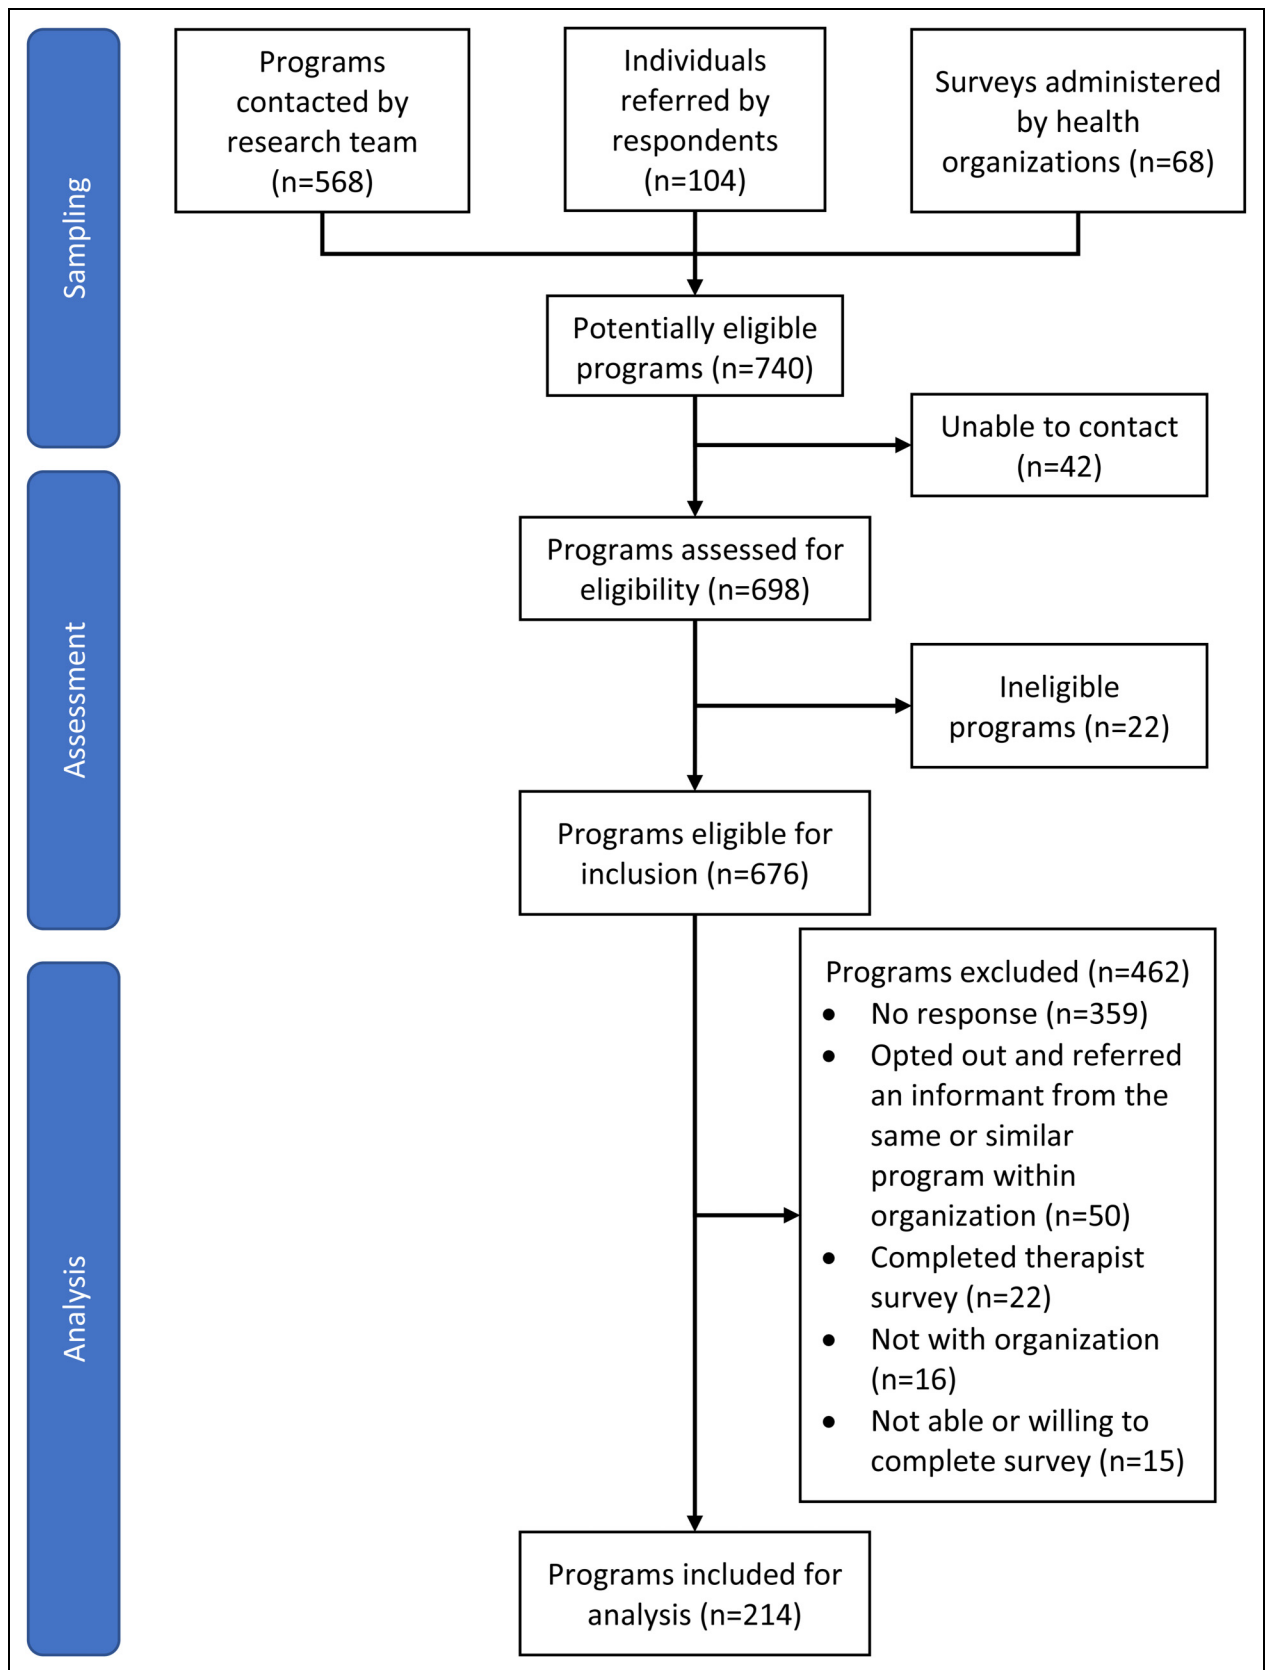 Sampling
Programs
contacted by
research team
(n=568)
Individuals
referred by
respondents
(n=104)
Surveys administered
by health
organizations (n=68)
Potentially eligible
programs (n=740)
Unable to contact
(n=42)
Assessment
Programs assessed for
eligibility (n=698)
Ineligible
programs (n=22)
Programs eligible for
inclusion (n=676)
Analysis
Programs excluded (n=462)
• No response (n=359)
• Opted out and referred
an informant from the
same or similar
program within
organization (n=50)
• Completed therapist
survey (n=22)
• Not with organization
(n=16)
• Not able or willing to
complete survey (n=15)
Programs included for
analysis (n=214)